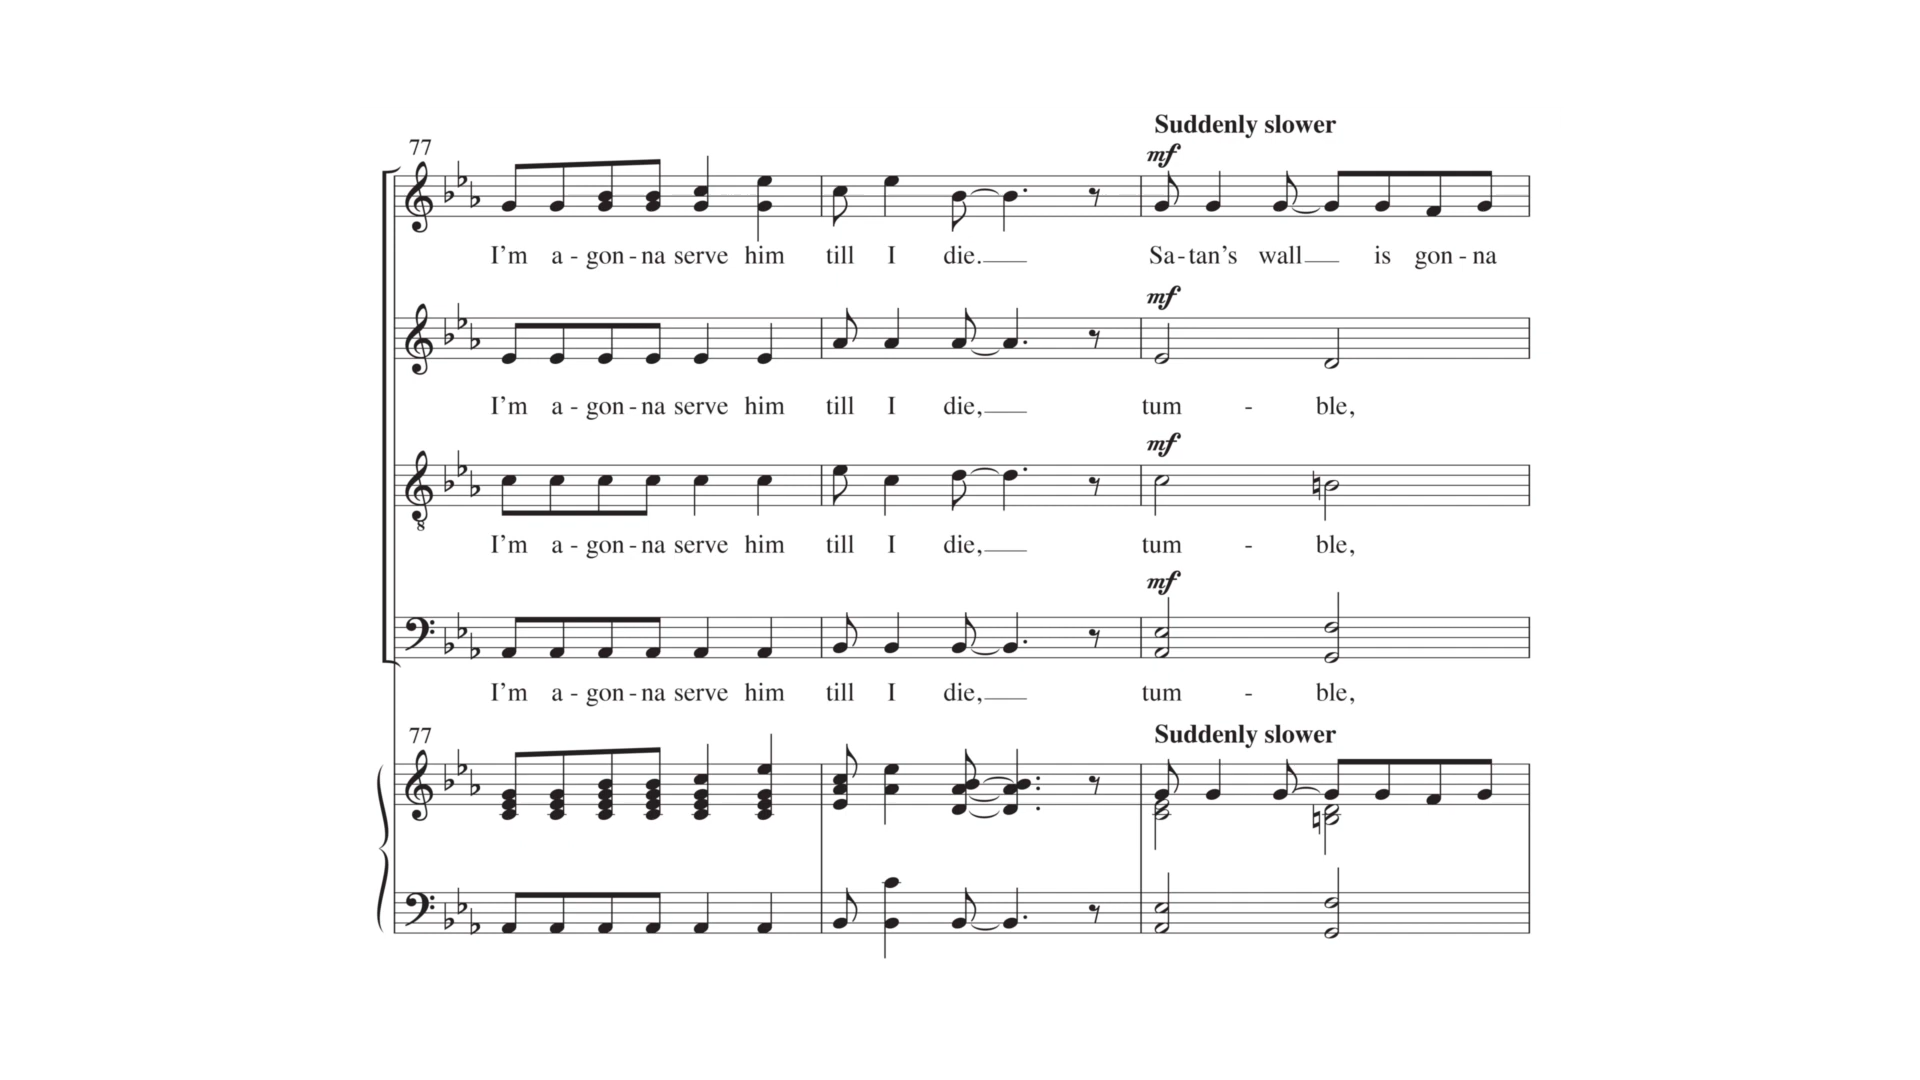 Suddenly slower
77
mf
I'm a - gon - na serve him till I die. Sa - tan's wall is gon - na
mf
I'm a - gon - na serve him till I die, tum - ble,
mf
8
I'm a - gon - na serve him till I die, tum - ble,
mf
I'm a - gon - na serve him till I die, tum - ble,
77
Suddenly slower